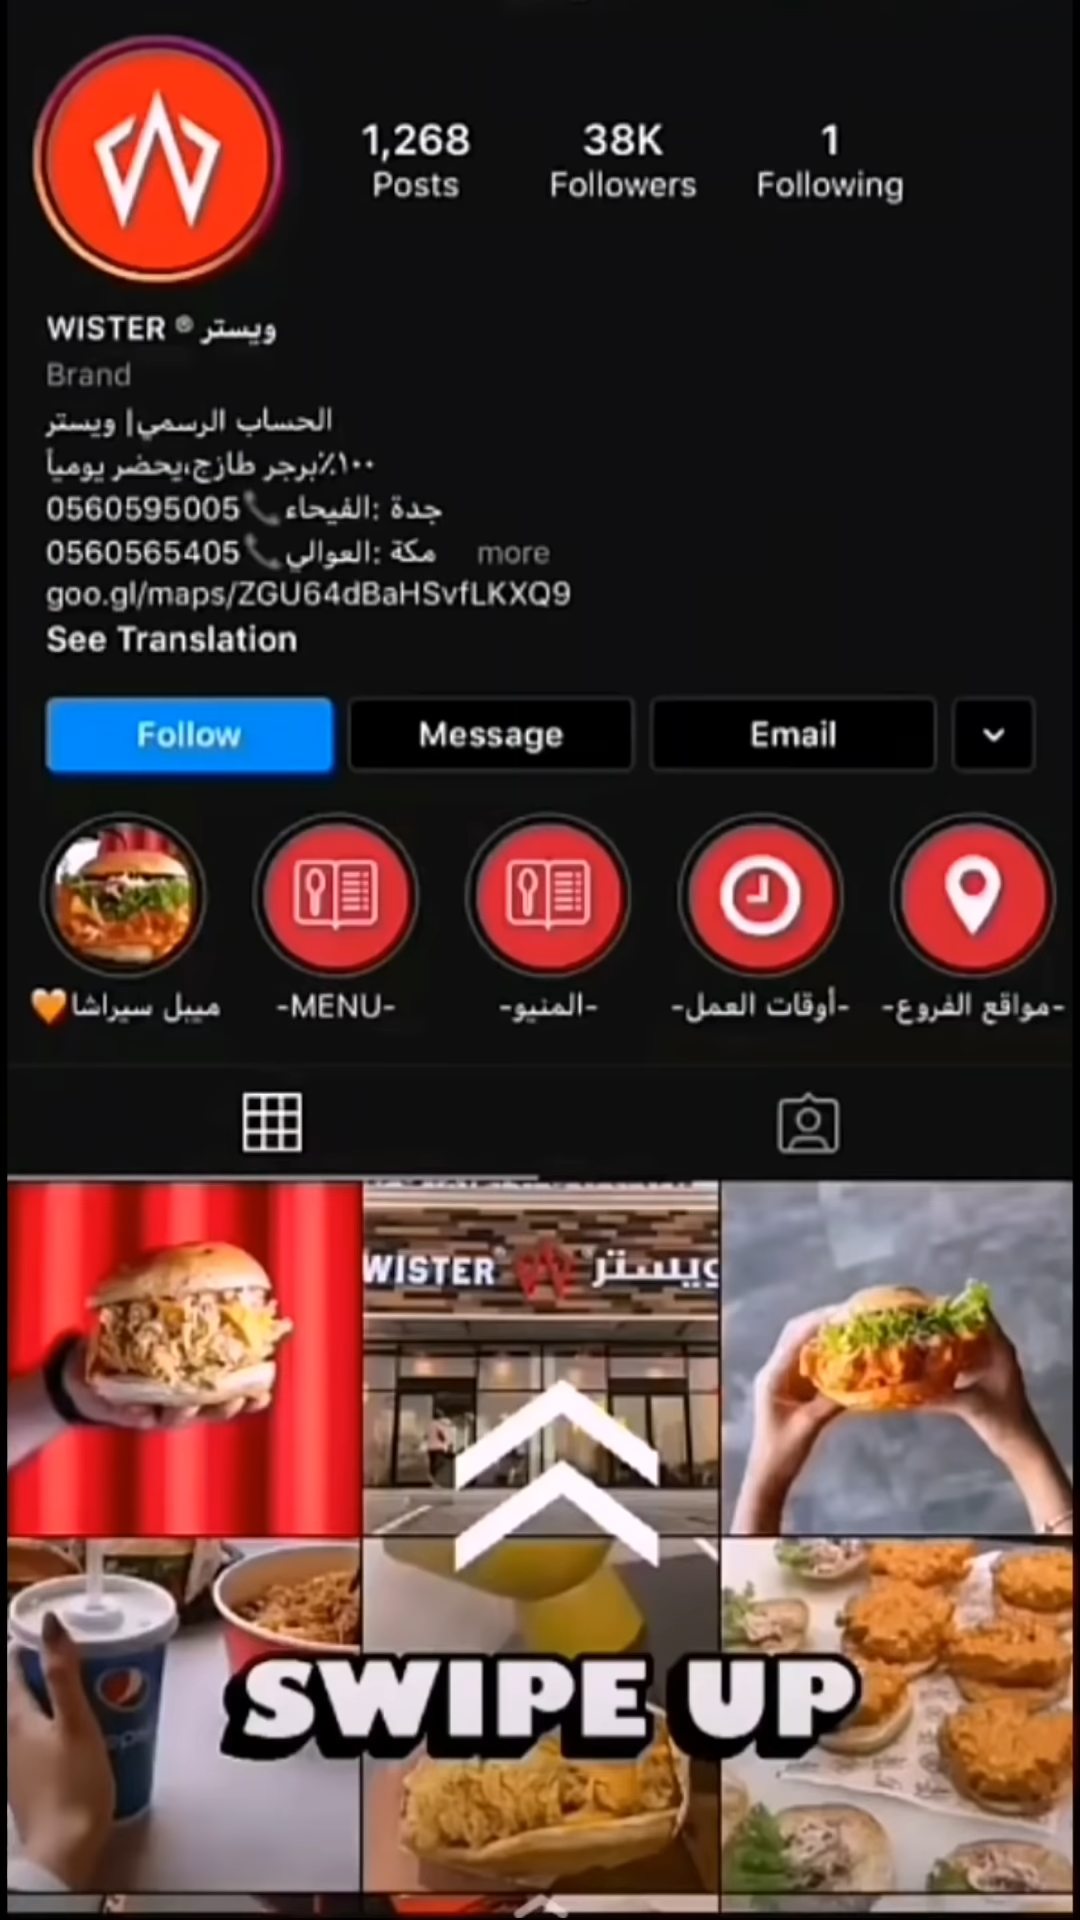 1,268
Posts
38K
Followers
1
Following
WISTER ® ويستر
Brand
الحساب الرسمي| ويستر
١٠٠٪برجر طازج،يحضر يومياً
جدة :الفيحاء📞0560595005
مكة :العوالي📞0560565405
more
goo.gl/maps/ZGU64dBaHSvfLKXQ9
See Translation
Follow
Message
Email
ميبل سيراشا🧡
-MENU-
-المنيو-
-أوقات العمل-
-مواقع الفروع-
WISTER ويستر
SWIPE UP